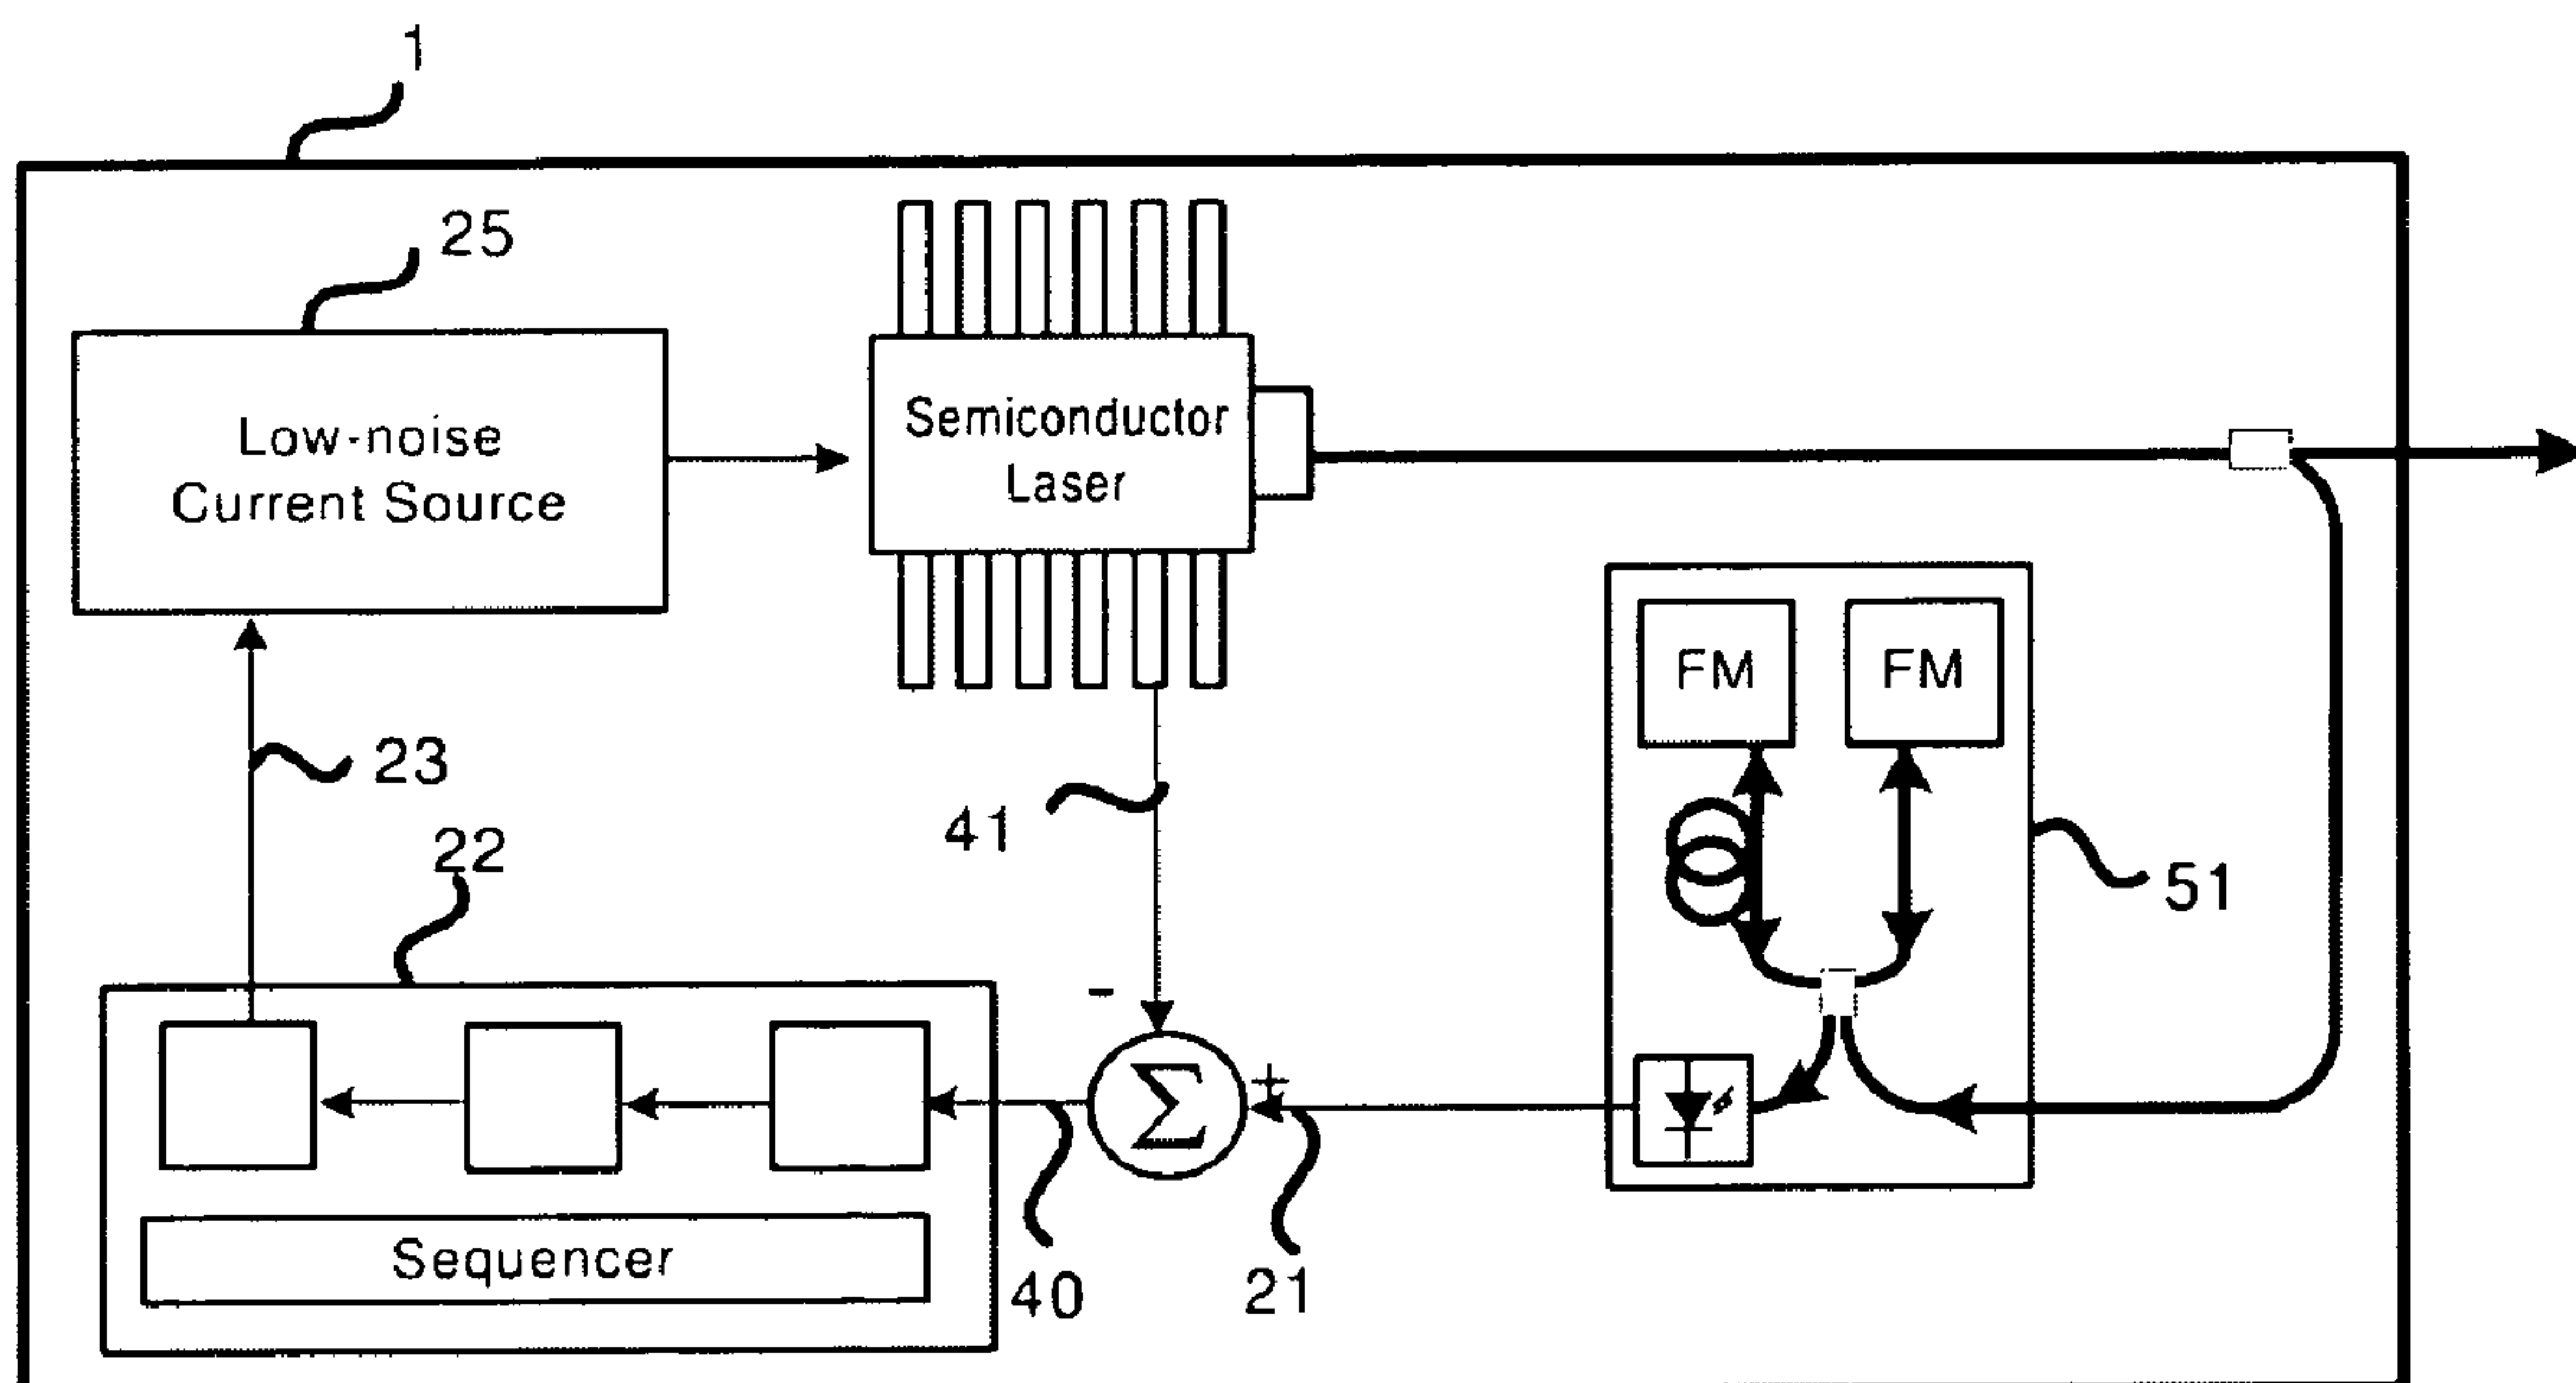 1
25
Low-noise
Current Source
Semiconductor
Laser
FM
FM
23
41
22
51
-
+
Σ
Sequencer
40
21